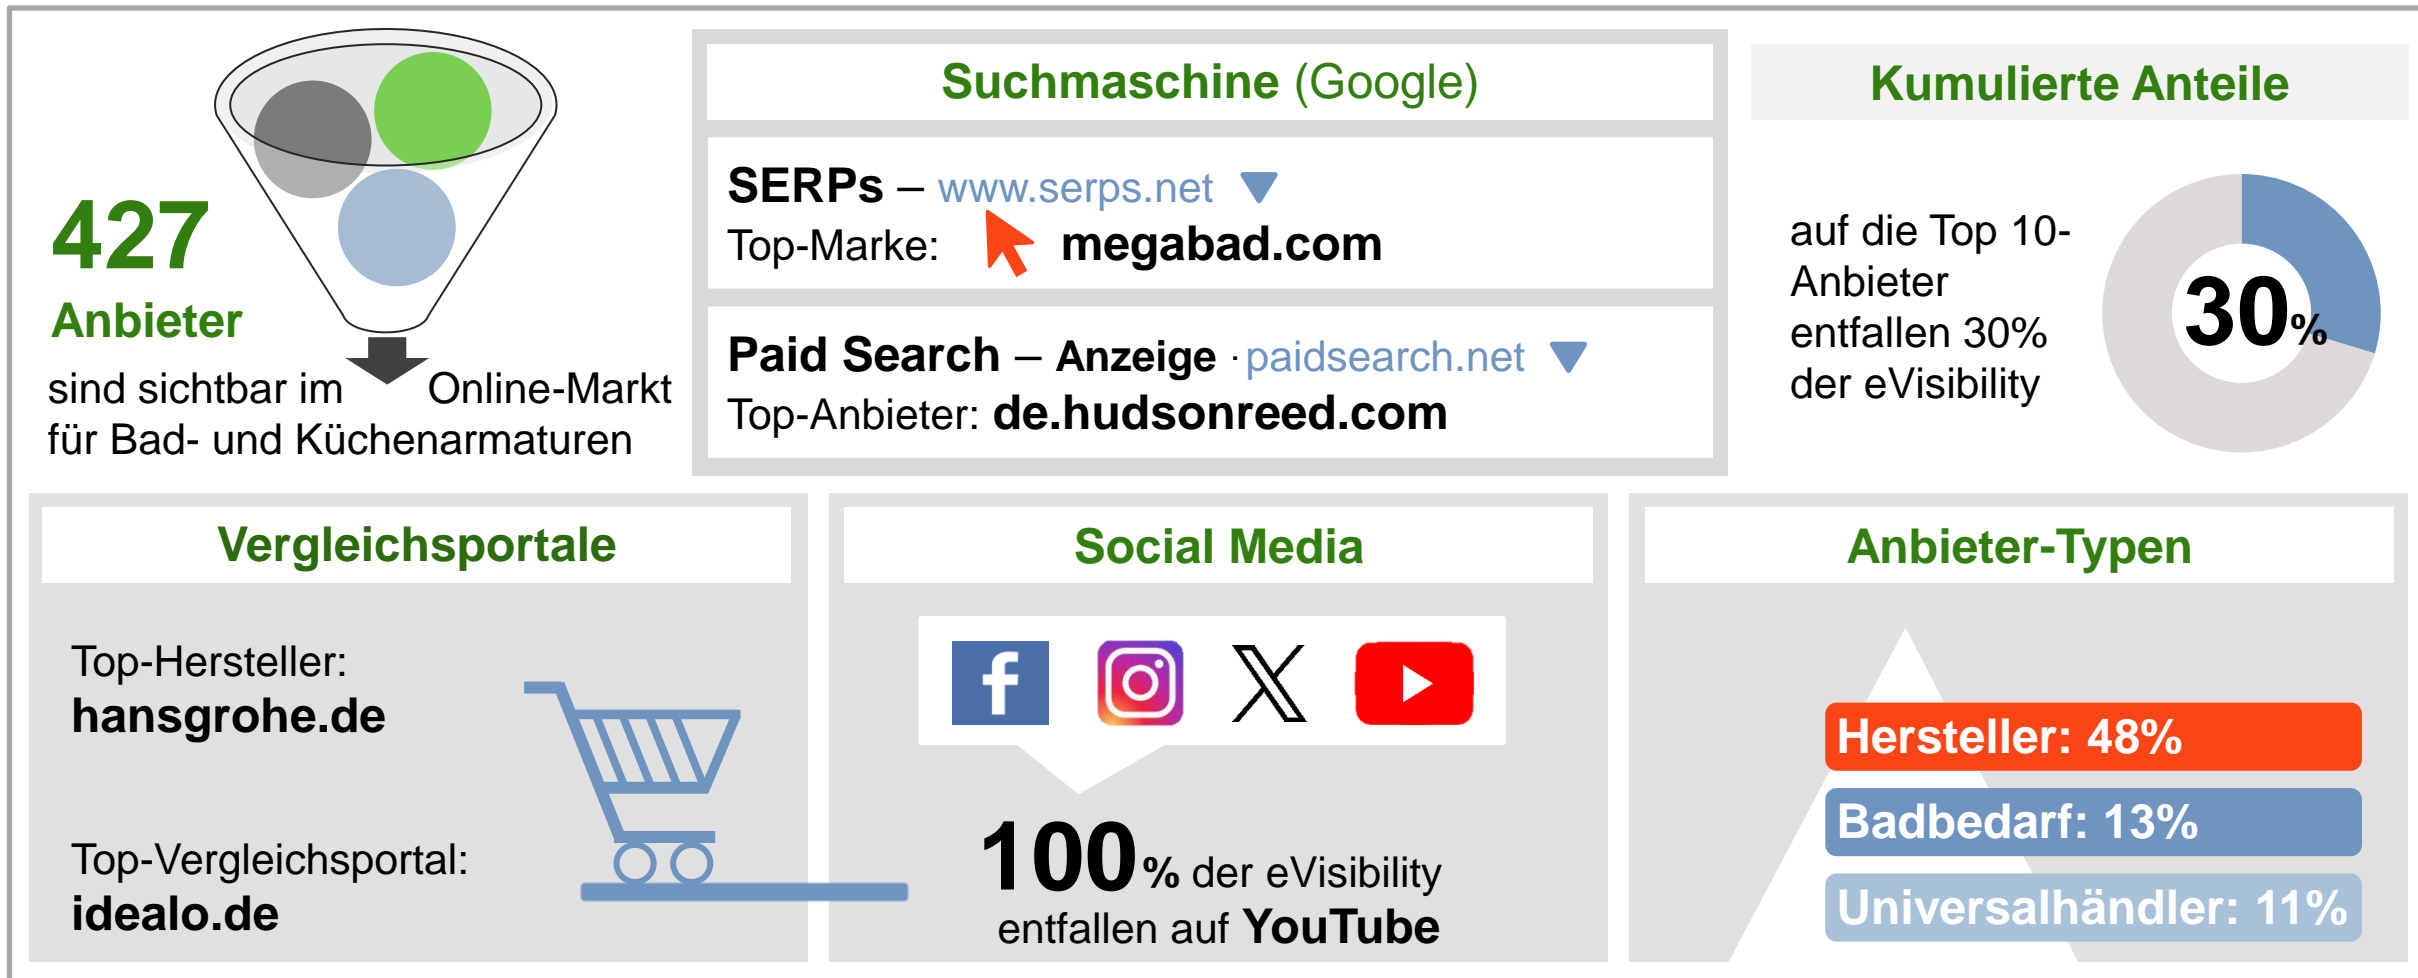 427
Anbieter
sind sichtbar im Online-Markt
für Bad- und Küchenarmaturen
Suchmaschine (Google)
SERPs – www.serps.net
Top-Marke: megabad.com
Paid Search – Anzeige · paidsearch.net
Top-Anbieter: de.hudsonreed.com
Kumulierte Anteile
auf die Top 10-
Anbieter
entfallen 30%
der eVisibility
30%
Vergleichsportale
Top-Hersteller:
hansgrohe.de
Top-Vergleichsportal:
idealo.de
Social Media
100% der eVisibility
entfallen auf YouTube
Anbieter-Typen
Hersteller: 48%
Badbedarf: 13%
Universalhändler: 11%